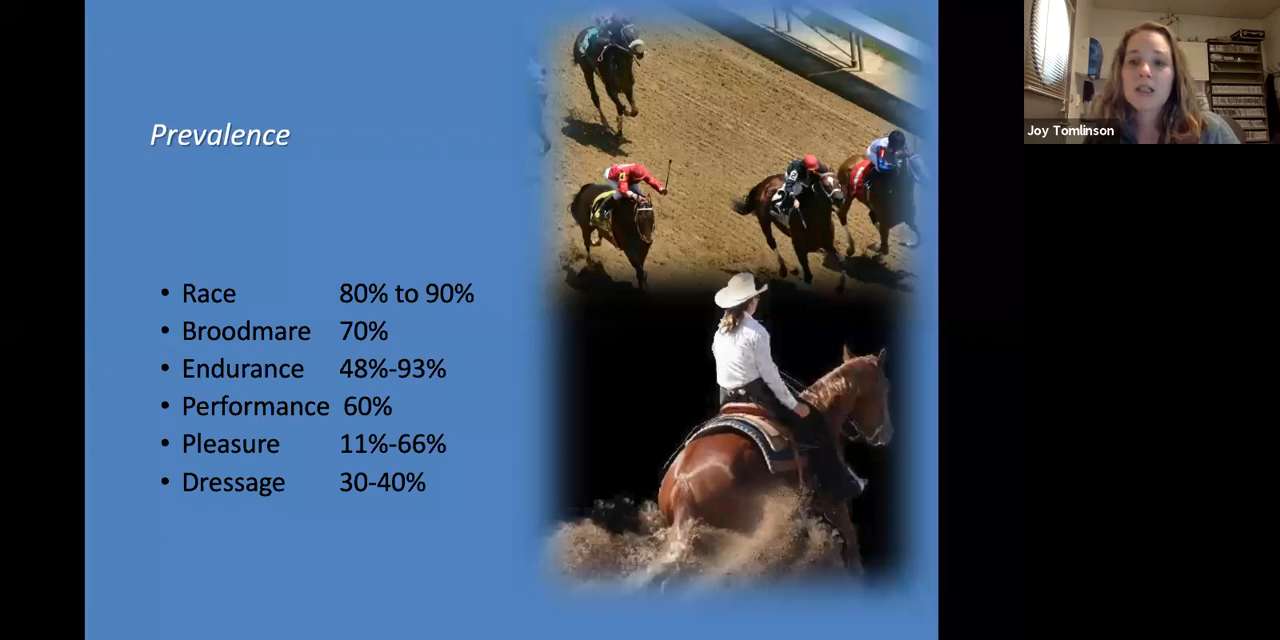 Prevalence
• Race 80% to 90%
• Broodmare 70%
• Endurance 48%-93%
• Performance 60%
• Pleasure 11%-66%
• Dressage 30-40%
Joy Tomlinson